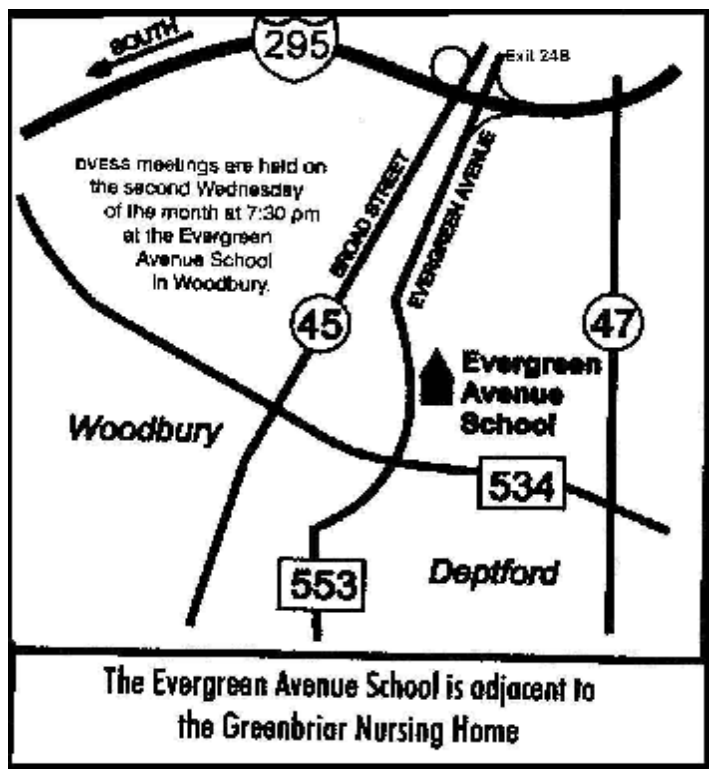 SOUTH
295
Exit 24B
DVESS meetings are held on
the second Wednesday
of the month at 7:30 pm
at the Evergreen
Avenue School
in Woodbury.
BROAD STREET
EVERGREEN AVENUE
45
47
Evergreen
Avenue
School
Woodbury
534
553
Deptford
The Evergreen Avenue School is adjacent to
the Greenbriar Nursing Home